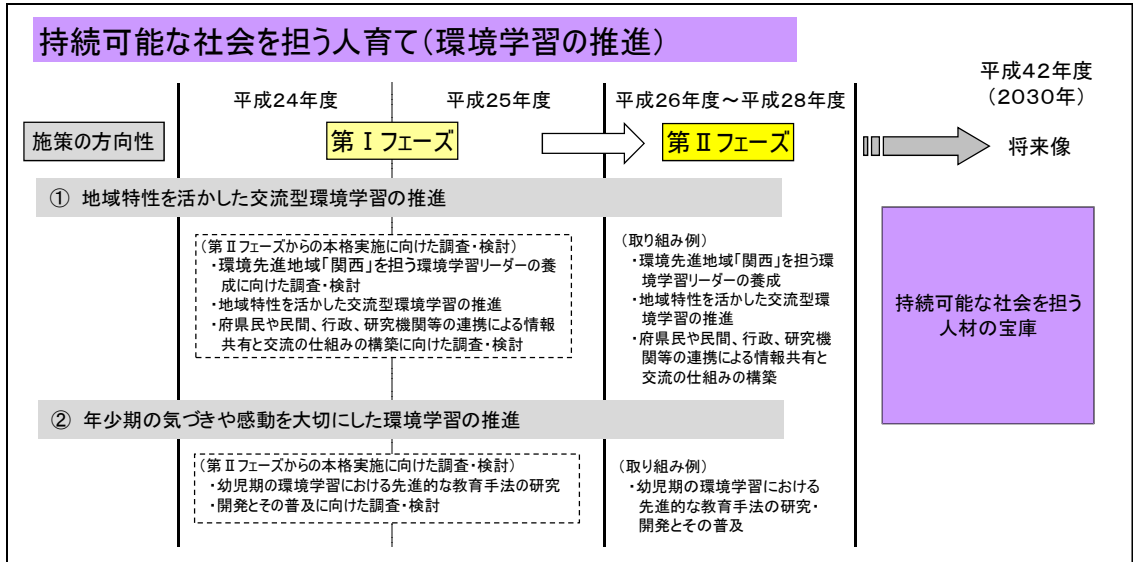 持続可能な社会を担う人育て(環境学習の推進)
平成42年度
(2030年)
平成24年度
平成25年度
平成26年度～平成28年度
施策の方向性
第Ⅰフェーズ
第Ⅱフェーズ
将来像
① 地域特性を活かした交流型環境学習の推進
(第Ⅱフェーズからの本格実施に向けた調査・検討)
・環境先進地域「関西」を担う環境学習リーダーの養
成に向けた調査・検討
・地域特性を活かした交流型環境学習の推進
・府県民や民間、行政、研究機関等の連携による情報
共有と交流の仕組みの構築に向けた調査・検討
(取り組み例)
・環境先進地域「関西」を担う環
境学習リーダーの養成
・地域特性を活かした交流型環
境学習の推進
・府県民や民間、行政、研究機
関等の連携による情報共有と
交流の仕組みの構築
持続可能な社会を担う
人材の宝庫
② 年少期の気づきや感動を大切にした環境学習の推進
(第Ⅱフェーズからの本格実施に向けた調査・検討)
・幼児期の環境学習における先進的な教育手法の研究
・開発とその普及に向けた調査・検討
(取り組み例)
・幼児期の環境学習における
先進的な教育手法の研究・
開発とその普及